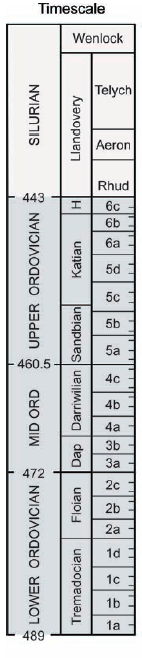 Timescale
Wenlock
SILURIAN
Llandovery
Telych
Aeron
Rhud
443
H
6c
6b
UPPER ORDOVICIAN
Katian
6a
5d
5c
Sandbian
5b
5a
460.5
MID ORD
Darriwilian
4c
4b
4a
Dap
3b
3a
472
LOWER ORDOVICIAN
Floian
2c
2b
2a
Tremadocian
1d
1c
1b
1a
489